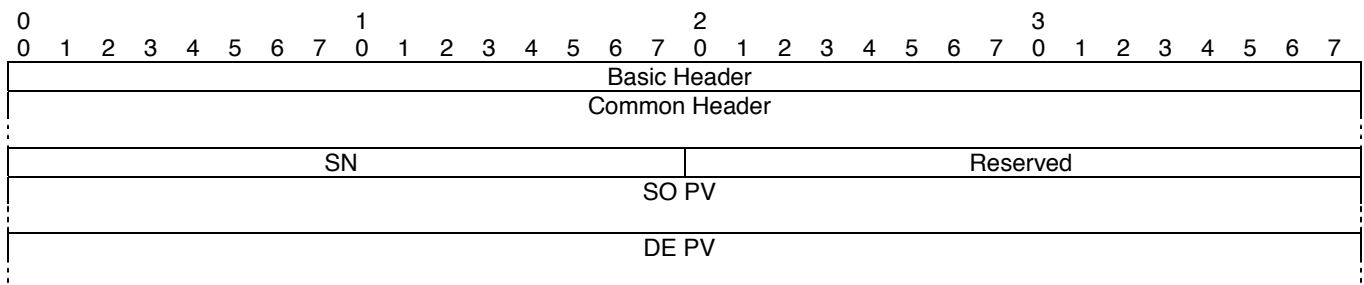 0 1 2 3
0 1 2 3 4 5 6 7 0 1 2 3 4 5 6 7 0 1 2 3 4 5 6 7 0 1 2 3 4 5 6 7
Basic Header
Common Header
SN Reserved
SO PV
DE PV